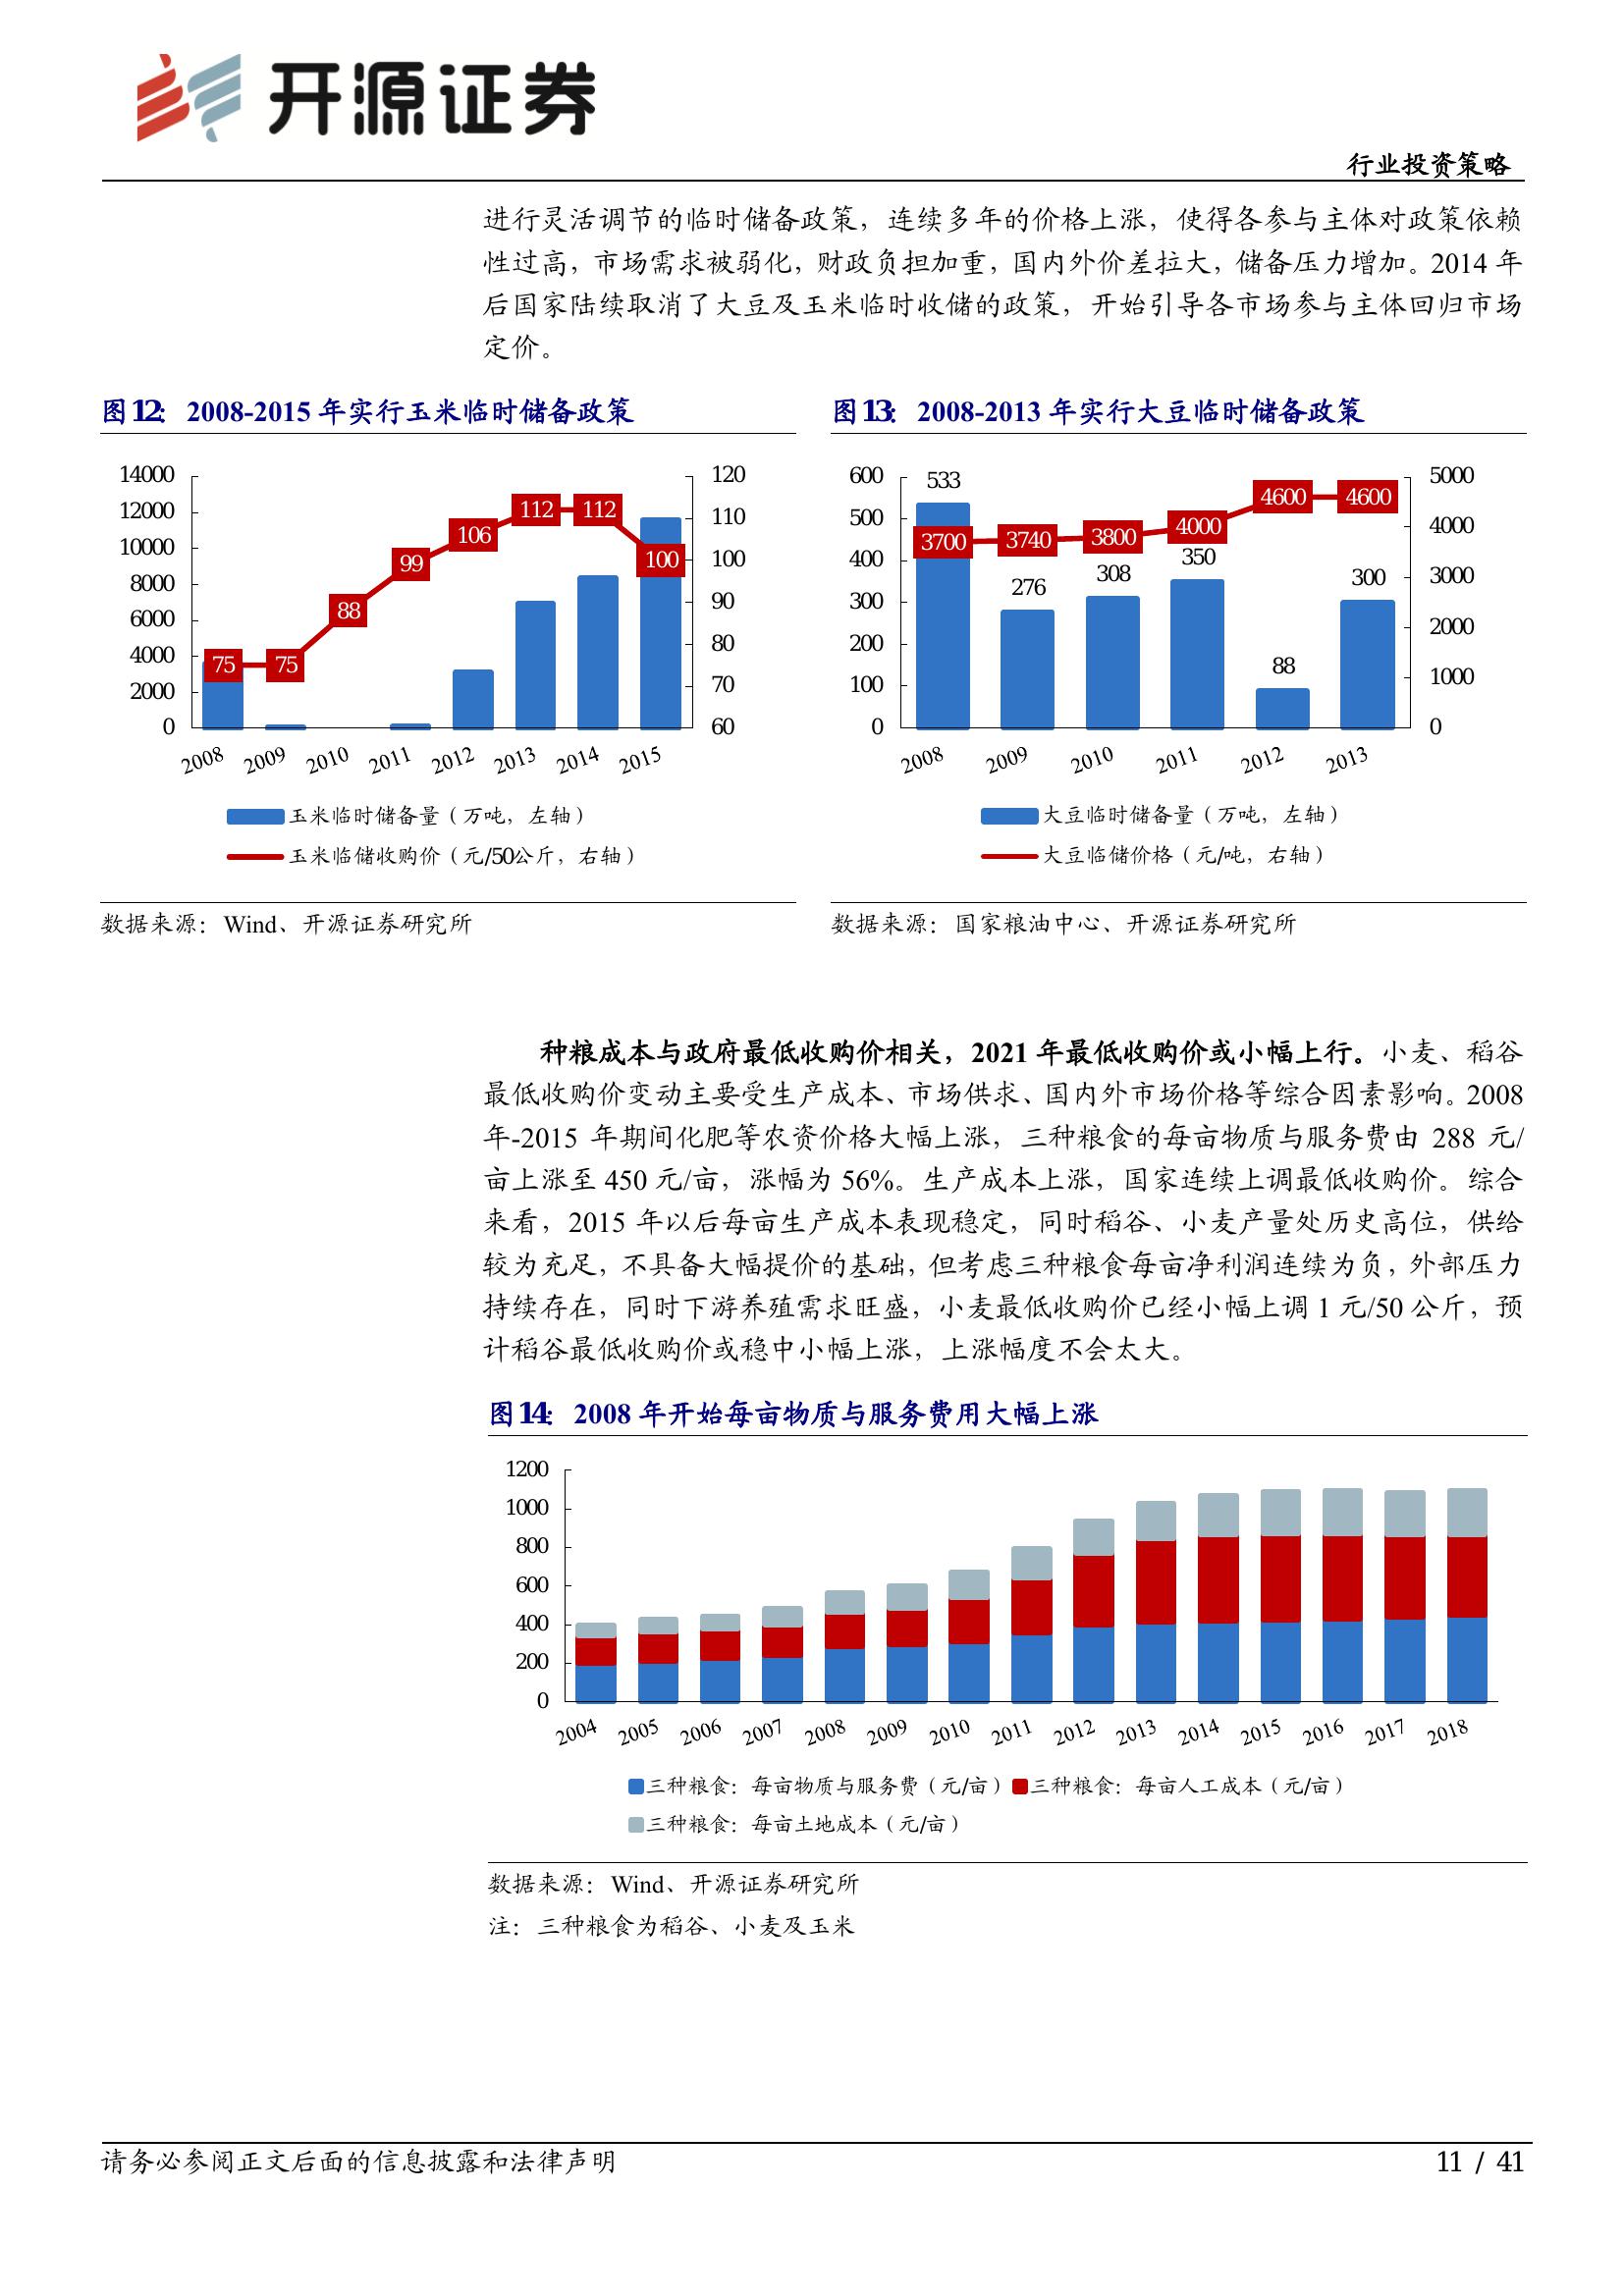 开源证券
行业投资策略
进行灵活调节的临时储备政策，连续多年的价格上涨，使得各参与主体对政策依赖
性过高，市场需求被弱化，财政负担加重，国内外价差拉大，储备压力增加。2014 年
后国家陆续取消了大豆及玉米临时收储的政策，开始引导各市场参与主体回归市场
定价。
图12： 2008-2015 年实行玉米临时储备政策
14000
12000
10000
8000
6000
4000
2000
0
120
110
100
90
80
70
60
75 75 88 99 106 112 112 100
2008 2009 2010 2011 2012 2013 2014 2015
玉米临时储备量（万吨，左轴）
玉米临储收购价（元/50公斤，右轴）
数据来源：Wind、开源证券研究所
图13： 2008-2013 年实行大豆临时储备政策
600
500
400
300
200
100
0
5000
4000
3000
2000
1000
0
533 276 308 350 88 300
3700 3740 3800 4000 4600 4600
2008 2009 2010 2011 2012 2013
大豆临时储备量（万吨，左轴）
大豆临储价格（元/吨，右轴）
数据来源：国家粮油中心、开源证券研究所
种粮成本与政府最低收购价相关，2021 年最低收购价或小幅上行。小麦、稻谷
最低收购价变动主要受生产成本、市场供求、国内外市场价格等综合因素影响。2008
年-2015 年期间化肥等农资价格大幅上涨，三种粮食的每亩物质与服务费由 288 元/
亩上涨至 450 元/亩，涨幅为 56%。生产成本上涨，国家连续上调最低收购价。综合
来看，2015 年以后每亩生产成本表现稳定，同时稻谷、小麦产量处历史高位，供给
较为充足，不具备大幅提价的基础，但考虑三种粮食每亩净利润连续为负，外部压力
持续存在，同时下游养殖需求旺盛，小麦最低收购价已经小幅上调 1 元/50 公斤，预
计稻谷最低收购价或稳中小幅上涨，上涨幅度不会太大。
图14： 2008 年开始每亩物质与服务费用大幅上涨
1200
1000
800
600
400
200
0
2004 2005 2006 2007 2008 2009 2010 2011 2012 2013 2014 2015 2016 2017 2018
三种粮食：每亩物质与服务费（元/亩） 三种粮食：每亩人工成本（元/亩）
三种粮食：每亩土地成本（元/亩）
数据来源：Wind、开源证券研究所
注：三种粮食为稻谷、小麦及玉米
请务必参阅正文后面的信息披露和法律声明
11 / 41